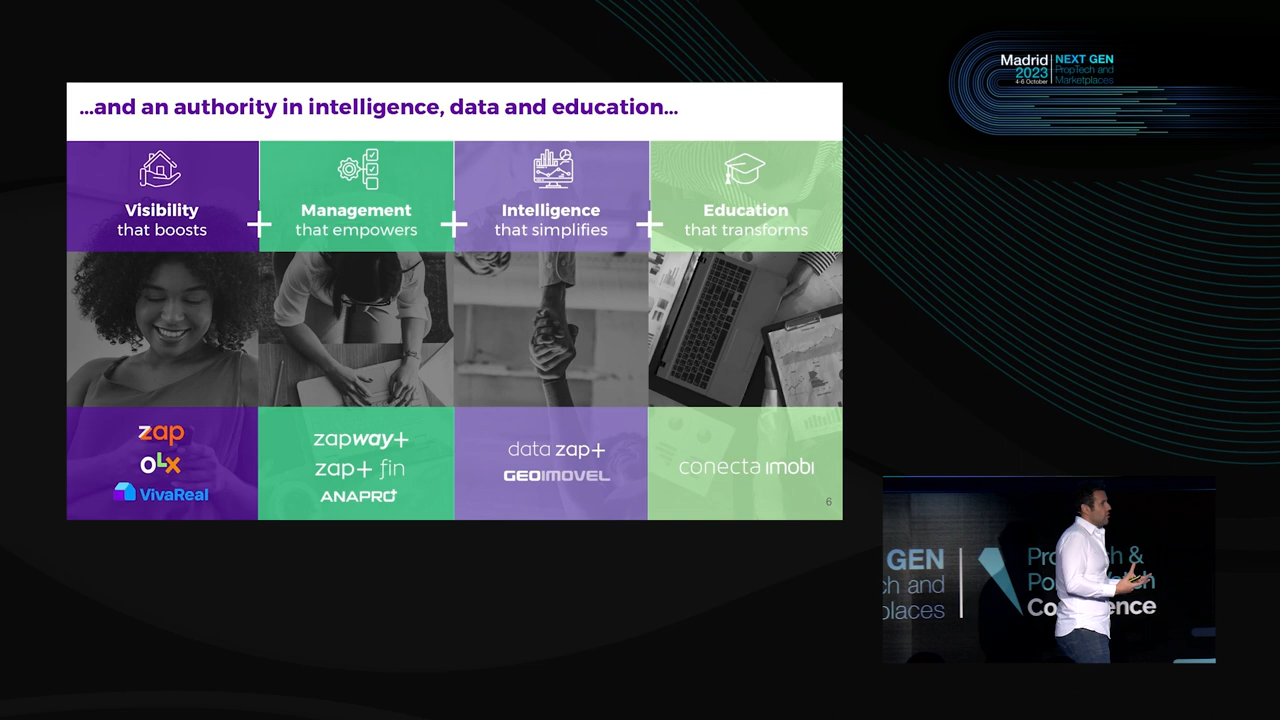 Madrid
2023
4-6 October
NEXT GEN
PropTech and
Marketplaces
...and an authority in intelligence, data and education...
Visibility
that boosts
+
Management
that empowers
+
Intelligence
that simplifies
+
Education
that transforms
zap
OLX
VivaReal
zapway+
zap+ fin
ANAPRO+
data zap+
GEOIMOVEL
conecta imobi
6
GEN
ch and
places
Conference